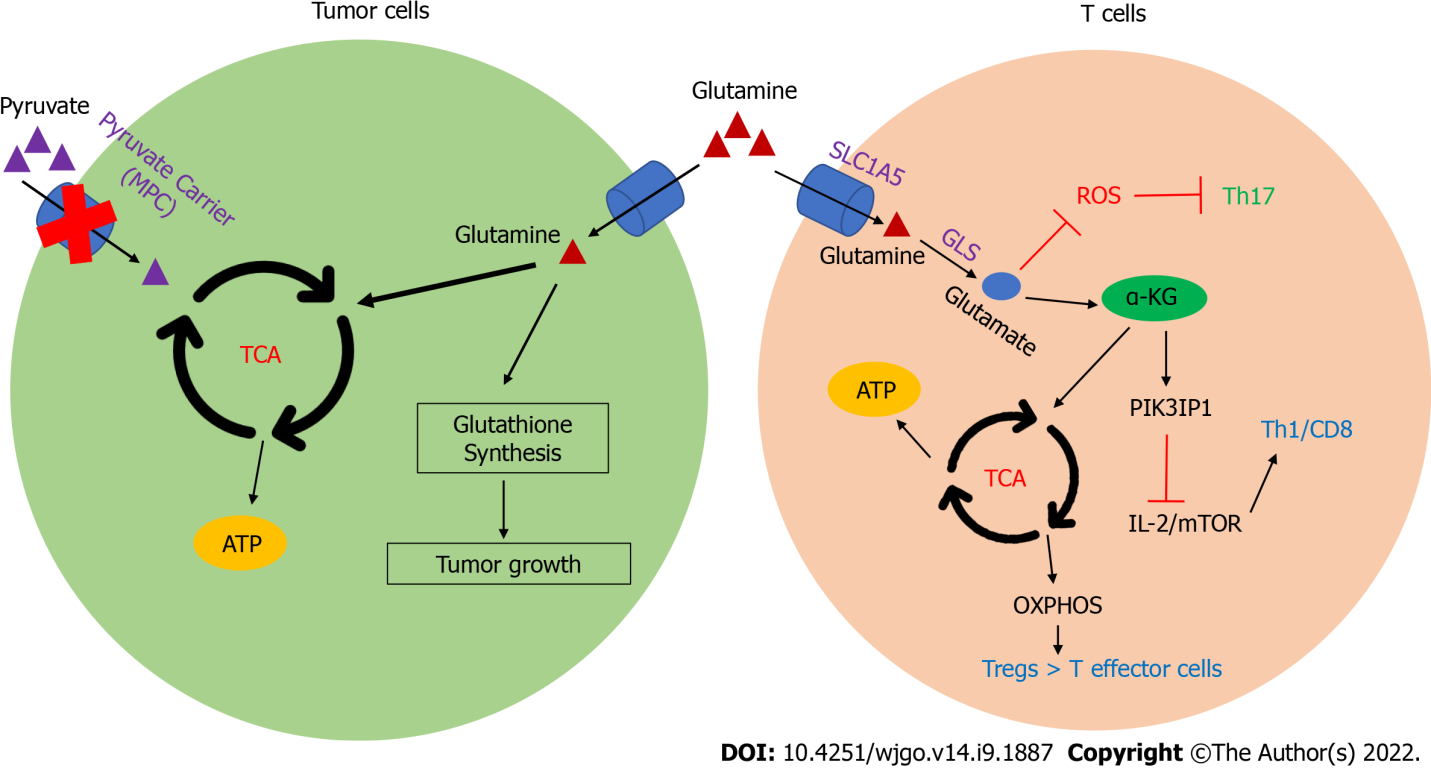 Tumor cells
T cells
Pyruvate
Pyruvate Carrier
(MPC)
Glutamine
TCA
ATP
Glutathione
Synthesis
Tumor growth
Glutamine
SLC1A5
Glutamine
GLS
Glutamate
ROS
Th17
α-KG
ATP
TCA
PIK3IP1
Th1/CD8
IL-2/mTOR
OXPHOS
Tregs > T effector cells
DOI: 10.4251/wjgo.v14.i9.1887 Copyright ©The Author(s) 2022.